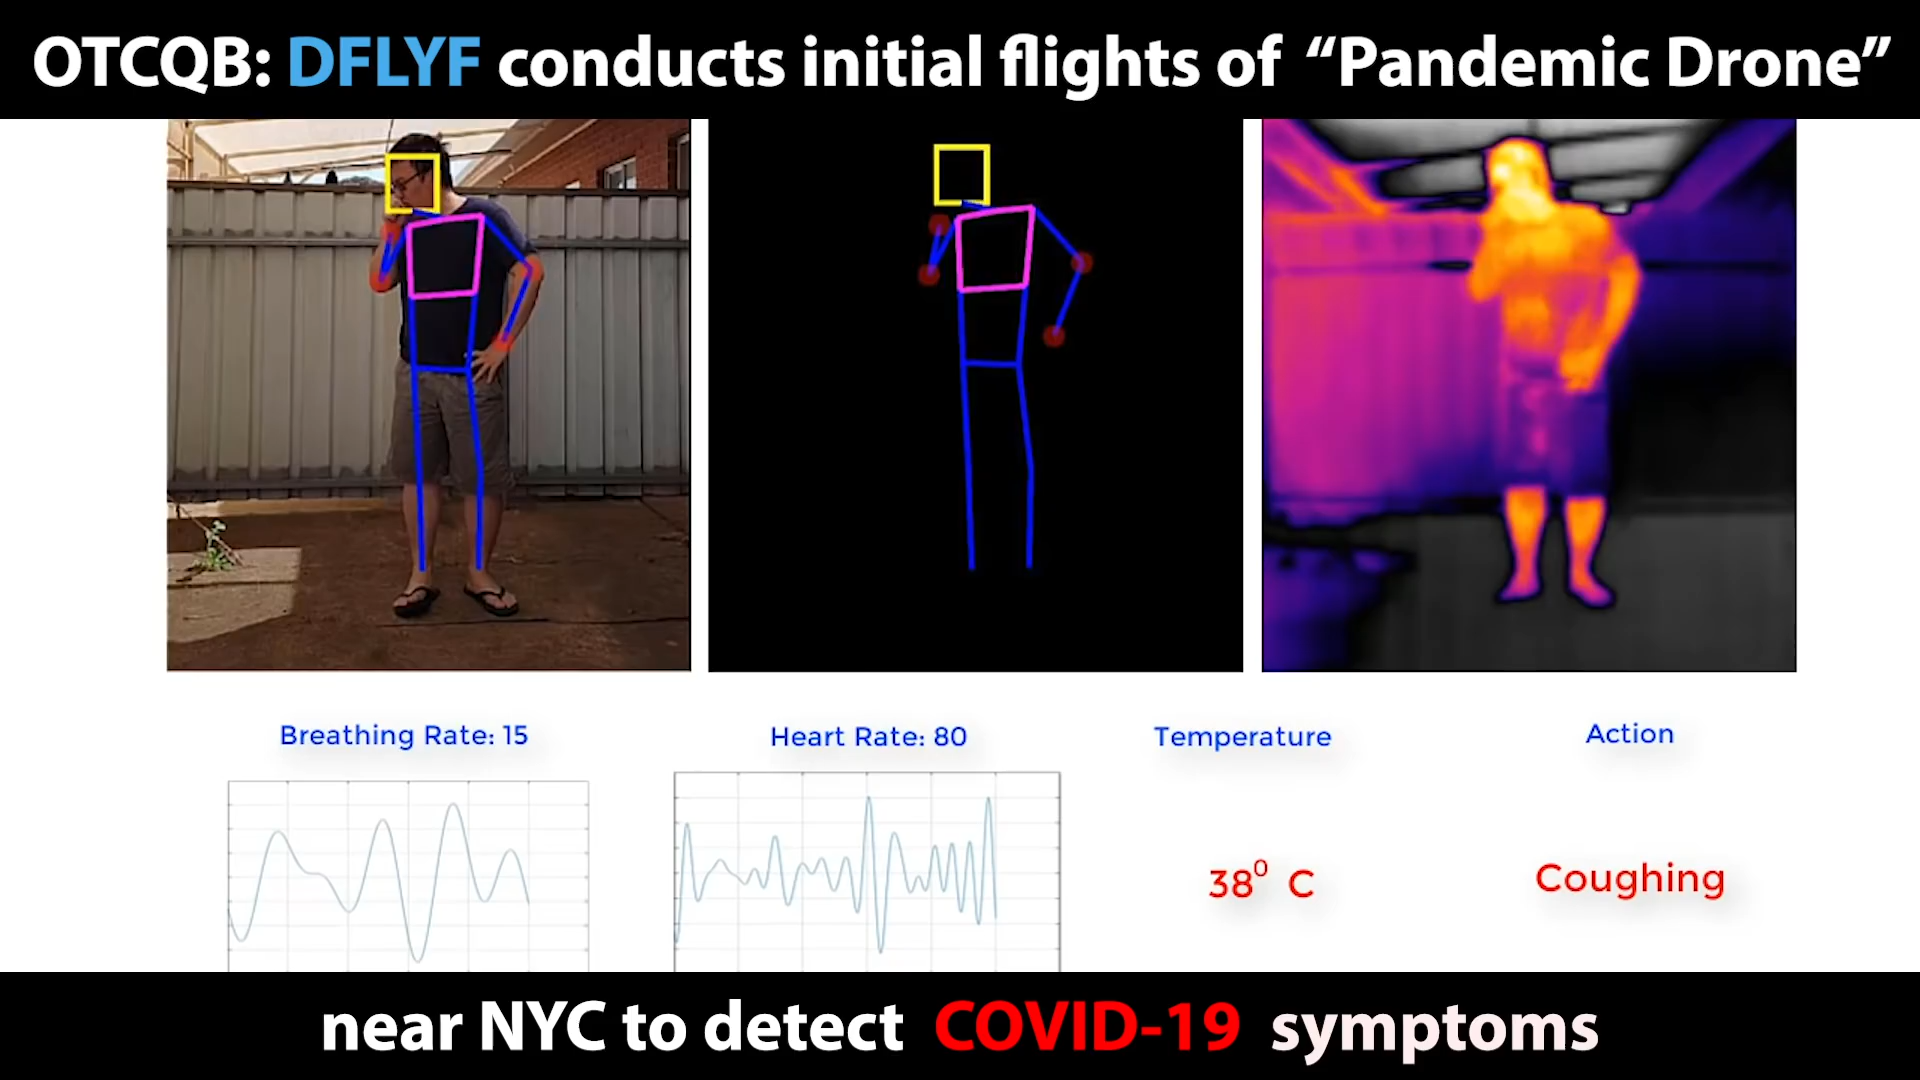 OTCQB: DFLYF conducts initial flights of “Pandemic Drone”
Breathing Rate: 15
Heart Rate: 80
Temperature
Action
38⁰ C
Coughing
near NYC to detect COVID-19 symptoms